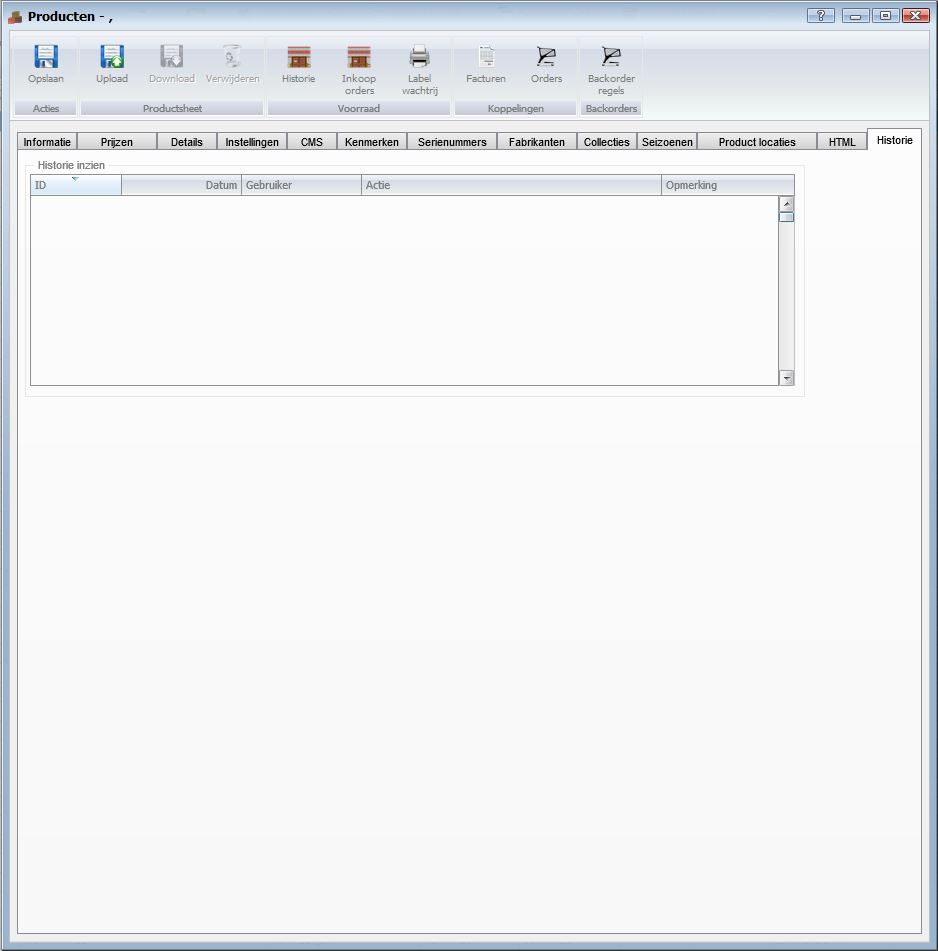 Producten - ,
?
Opslaan Upload Download Verwijderen Historie Inkoop orders Label wachtrij Facturen Orders Backorder regels
Acties Productsheet Voorraad Koppelingen Backorders
Informatie Prijzen Details Instellingen CMS Kenmerken Serienummers Fabrikanten Collecties Seizoenen Product locaties HTML Historie
Historie inzien
ID Datum Gebruiker Actie Opmerking